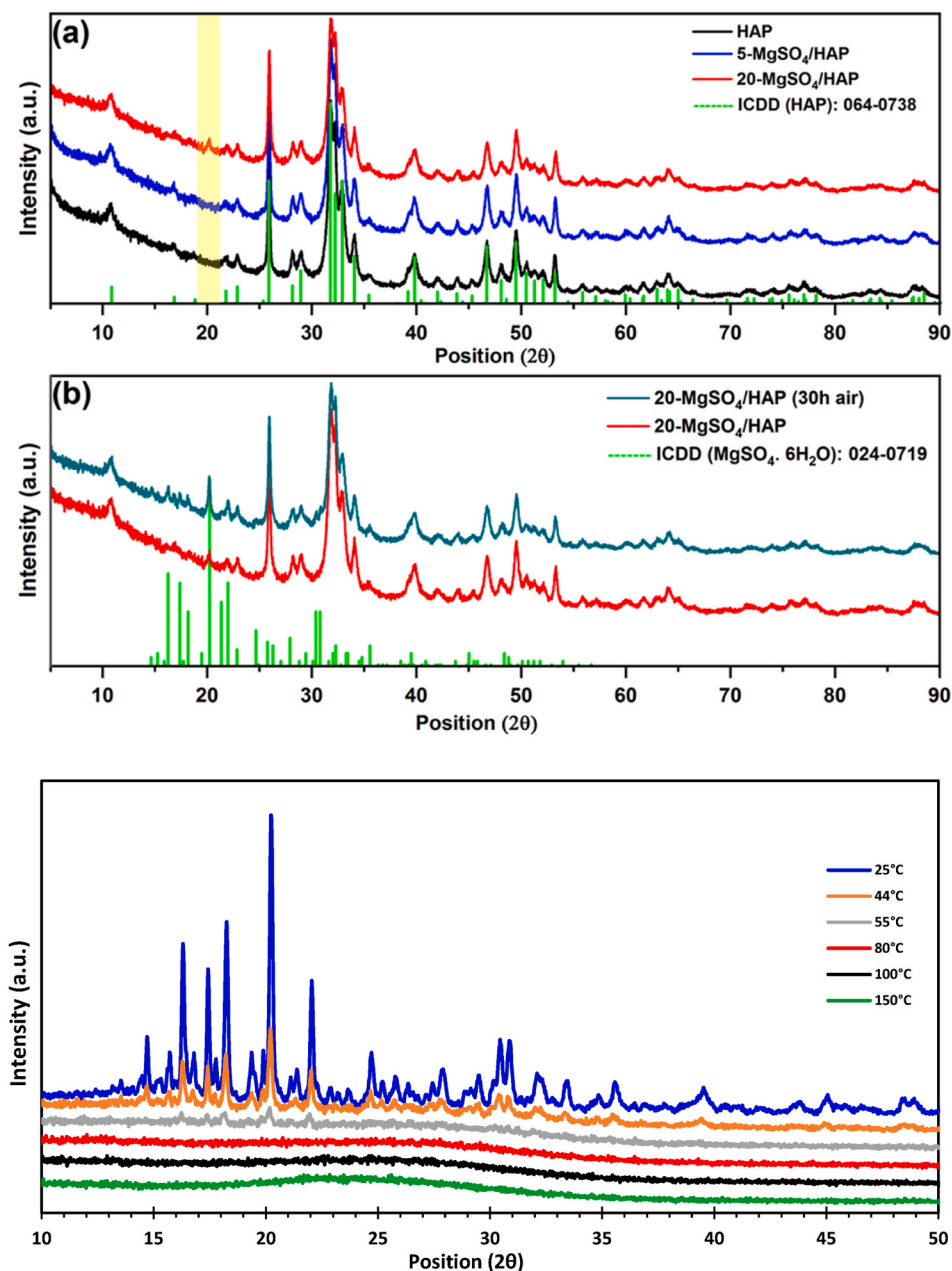 (a)
HAP
5-MgSO₄/HAP
20-MgSO₄/HAP
ICDD (HAP): 064-0738
Intensity (a.u.)
10 20 30 40 50 60 70 80 90
Position (2θ)
(b)
20-MgSO₄/HAP (30h air)
20-MgSO₄/HAP
ICDD (MgSO₄. 6H₂O): 024-0719
Intensity (a.u.)
10 20 30 40 50 60 70 80 90
Position (2θ)
25°C
44°C
55°C
80°C
100°C
150°C
Intensity (a.u.)
10 15 20 25 30 35 40 45 50
Position (2θ)